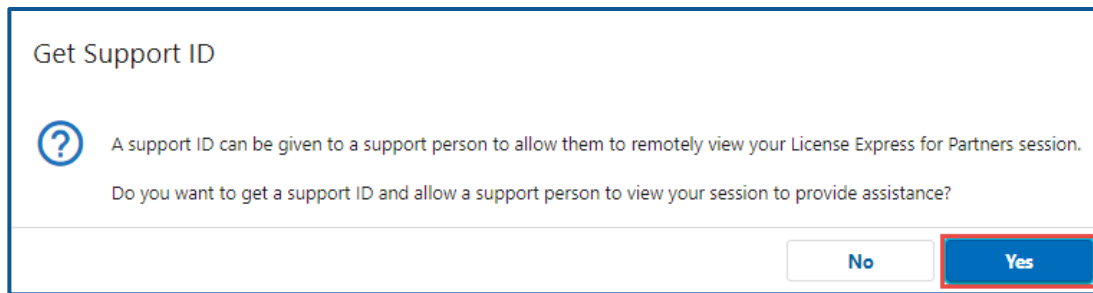 Get Support ID
A support ID can be given to a support person to allow them to remotely view your License Express for Partners session.
Do you want to get a support ID and allow a support person to view your session to provide assistance?
No Yes